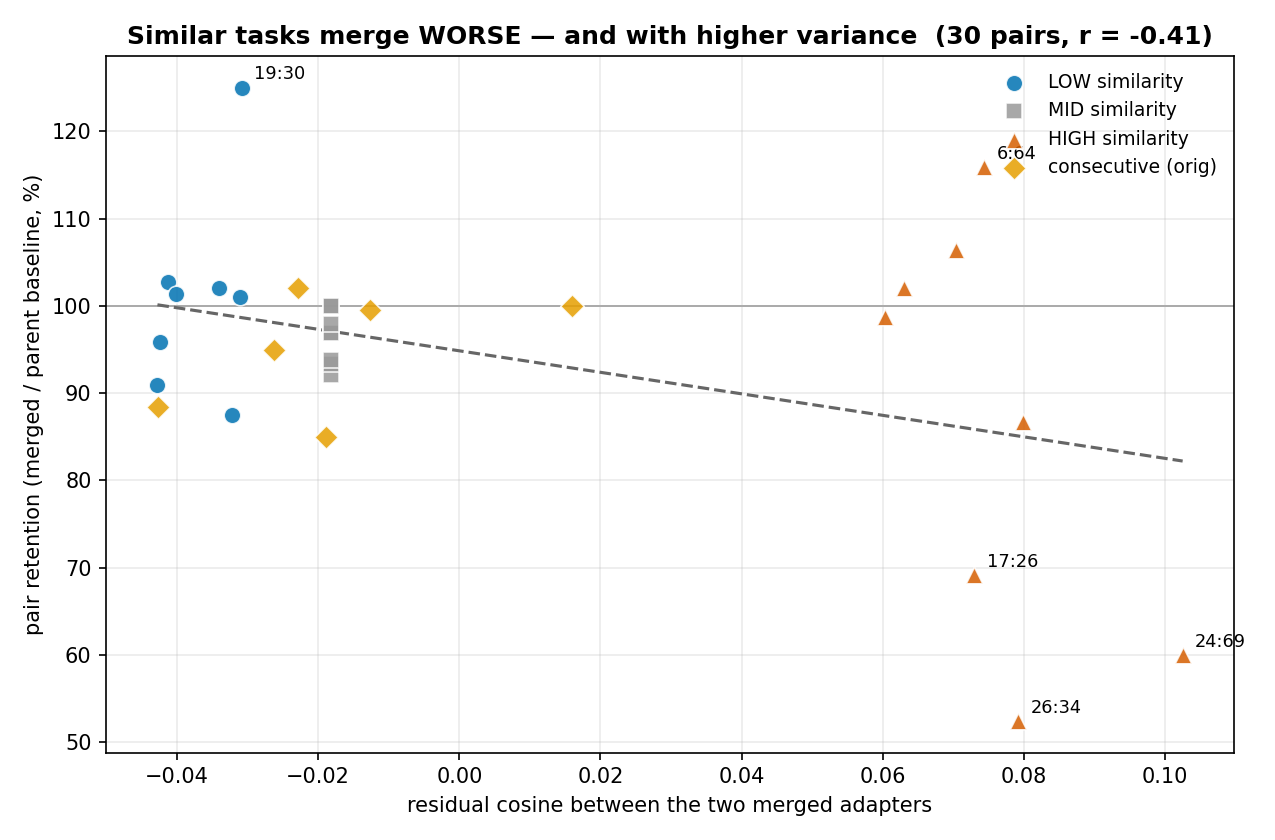 Similar tasks merge WORSE — and with higher variance (30 pairs, r = -0.41)
19:30
LOW similarity
MID similarity
HIGH similarity
6:64
consecutive (orig)
120
110
100
90
80
70
60
50
17:26
24:69
26:34
pair retention (merged / parent baseline, %)
−0.04 −0.02 0.00 0.02 0.04 0.06 0.08 0.10
residual cosine between the two merged adapters